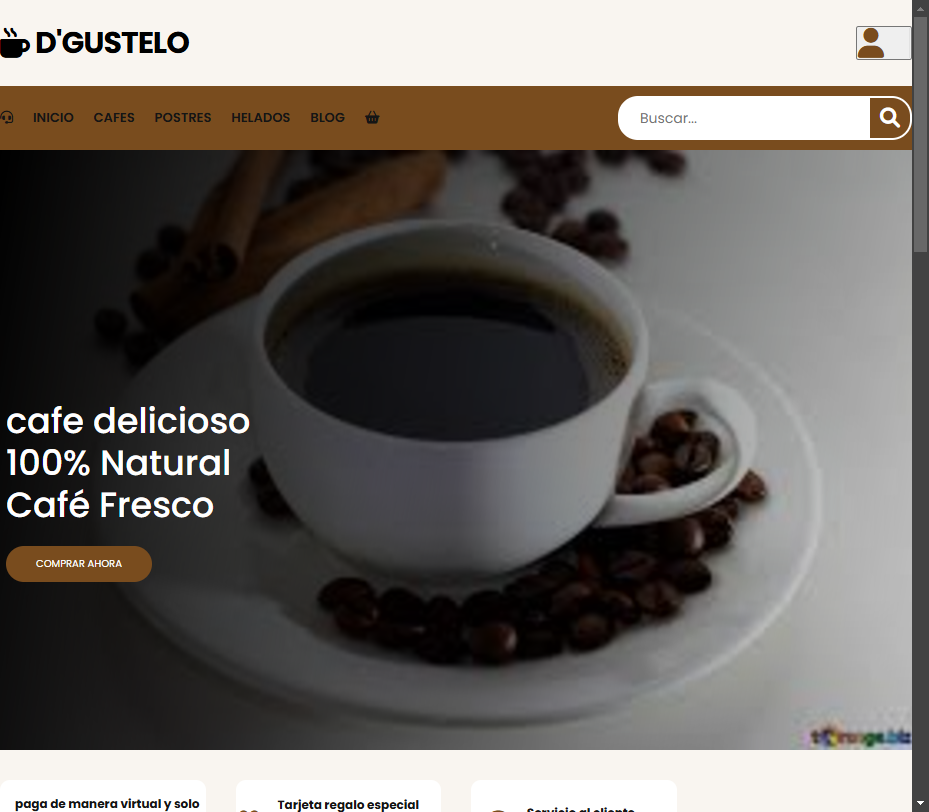 D'GUSTELO
INICIO CAFES POSTRES HELADOS BLOG
Buscar...
cafe delicioso
100% Natural
Café Fresco
COMPRAR AHORA
paga de manera virtual y solo
Tarjeta regalo especial
Servicio al cliente